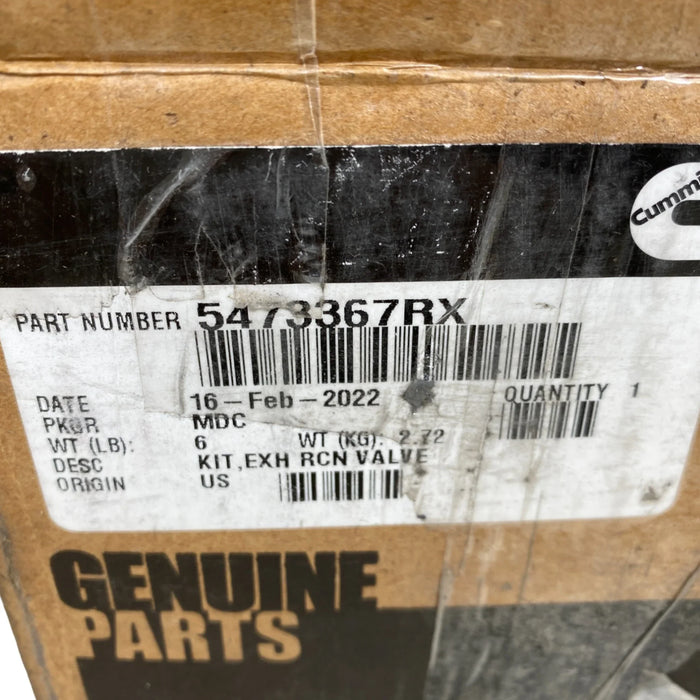 Cummi
PART NUMBER 5473367RX
DATE 16-Feb-2022 QUANTITY 1
PKGR MDC
WT (LB): 6 WT (KG): 2.72
DESC KIT,EXH RCN VALVE
ORIGIN US
GENUINE
PARTS